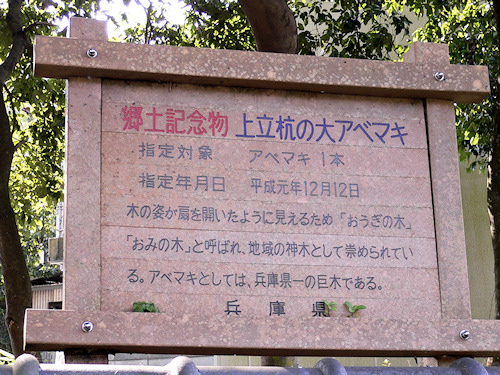 郷土記念物 上立杭の大アベマキ
指定対象 アベマキ 1本
指定年月日 平成元年12月12日
木の姿が扇を開いたように見えるため「おうぎの木」
「おみの木」と呼ばれ、地域の神木として崇められてい
る。アベマキとしては、兵庫県一の巨木である。
兵庫県